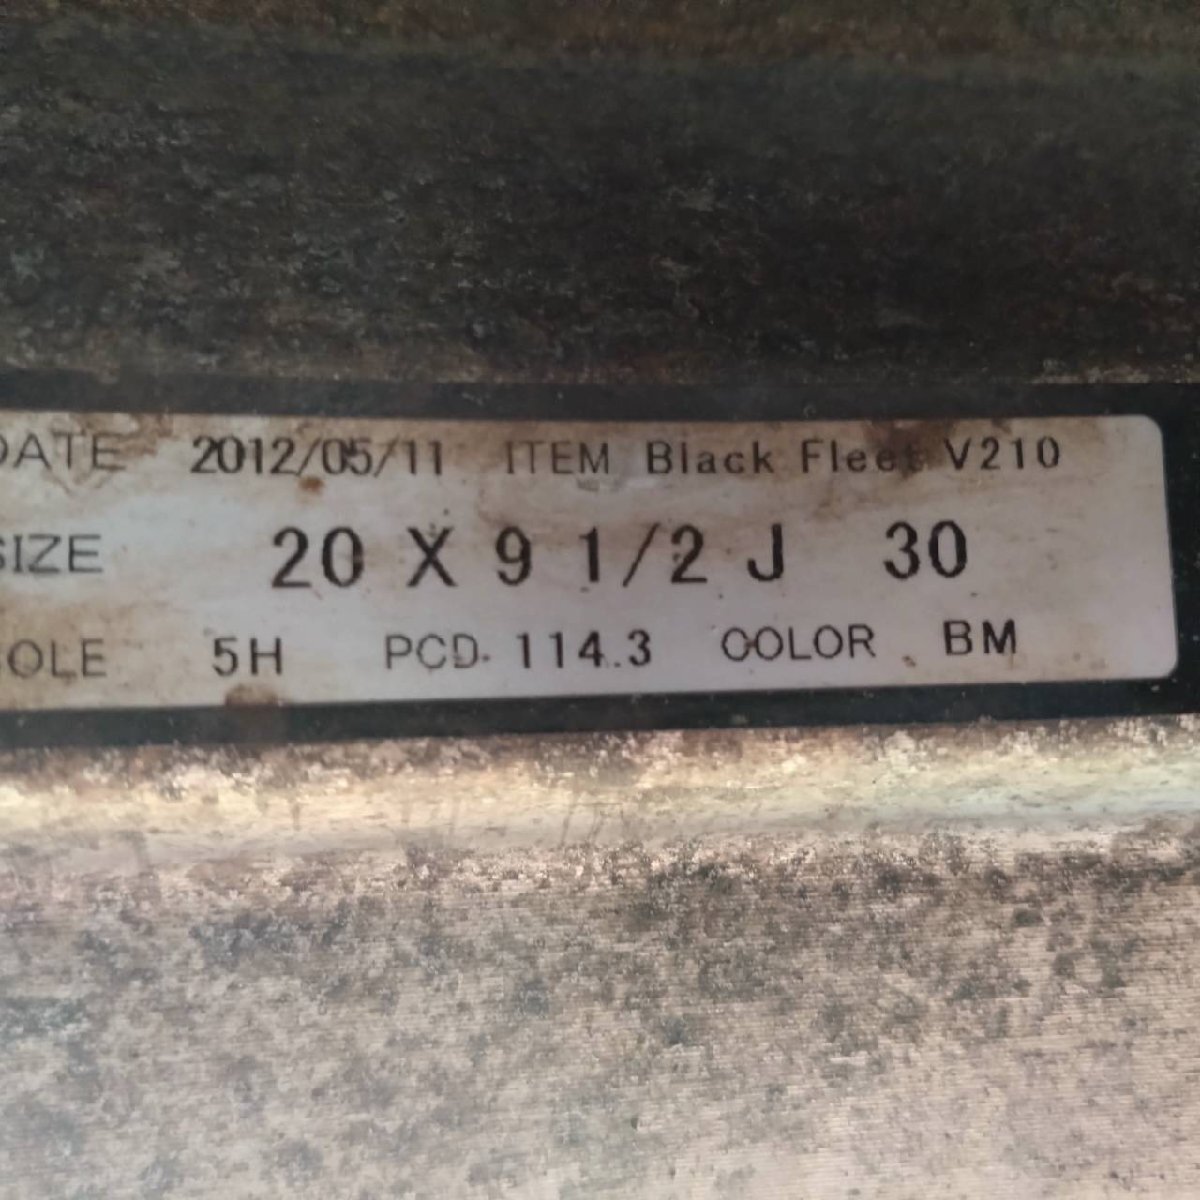 DATE 2012/05/11 ITEM Black Fleet V210
SIZE 20 X 9 1/2 J 30
OLE 5H PCD 114.3 COLOR BM